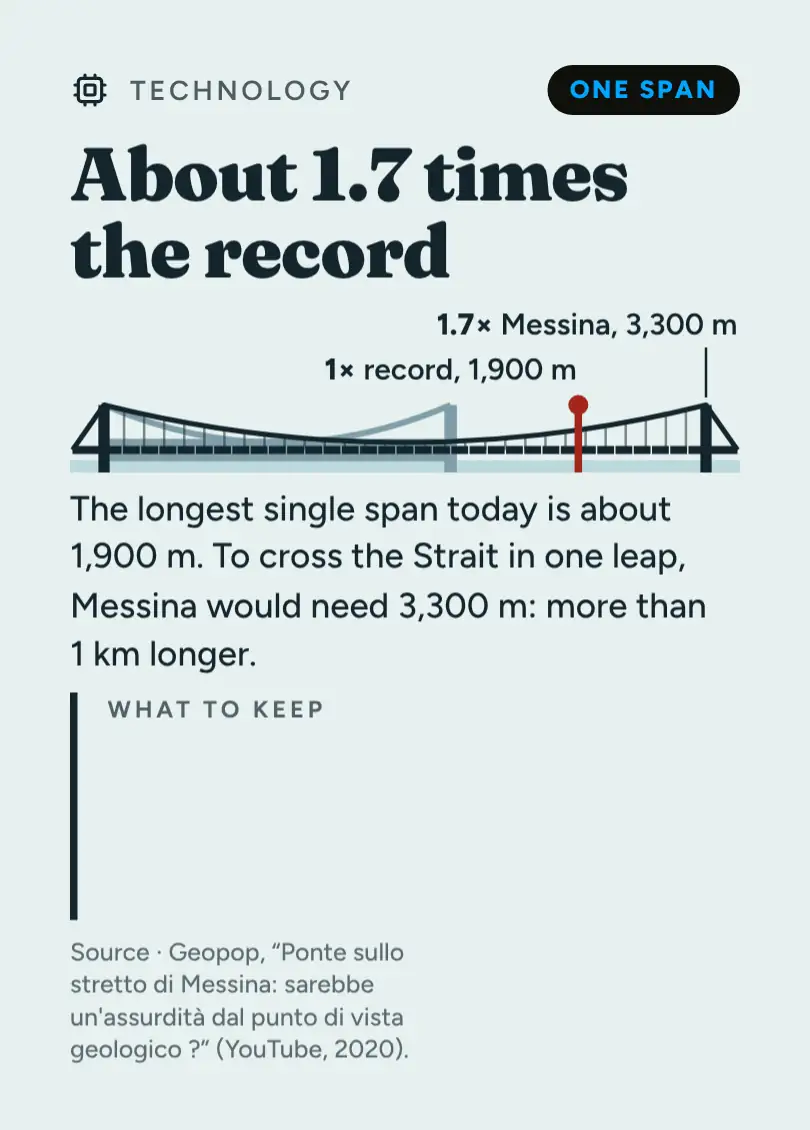 TECHNOLOGY
ONE SPAN
About 1.7 times
the record
1.7× Messina, 3,300 m
1× record, 1,900 m
The longest single span today is about
1,900 m. To cross the Strait in one leap,
Messina would need 3,300 m: more than
1 km longer.
WHAT TO KEEP
Source · Geopop, “Ponte sullo
stretto di Messina: sarebbe
un'assurdità dal punto di vista
geologico ?” (YouTube, 2020).